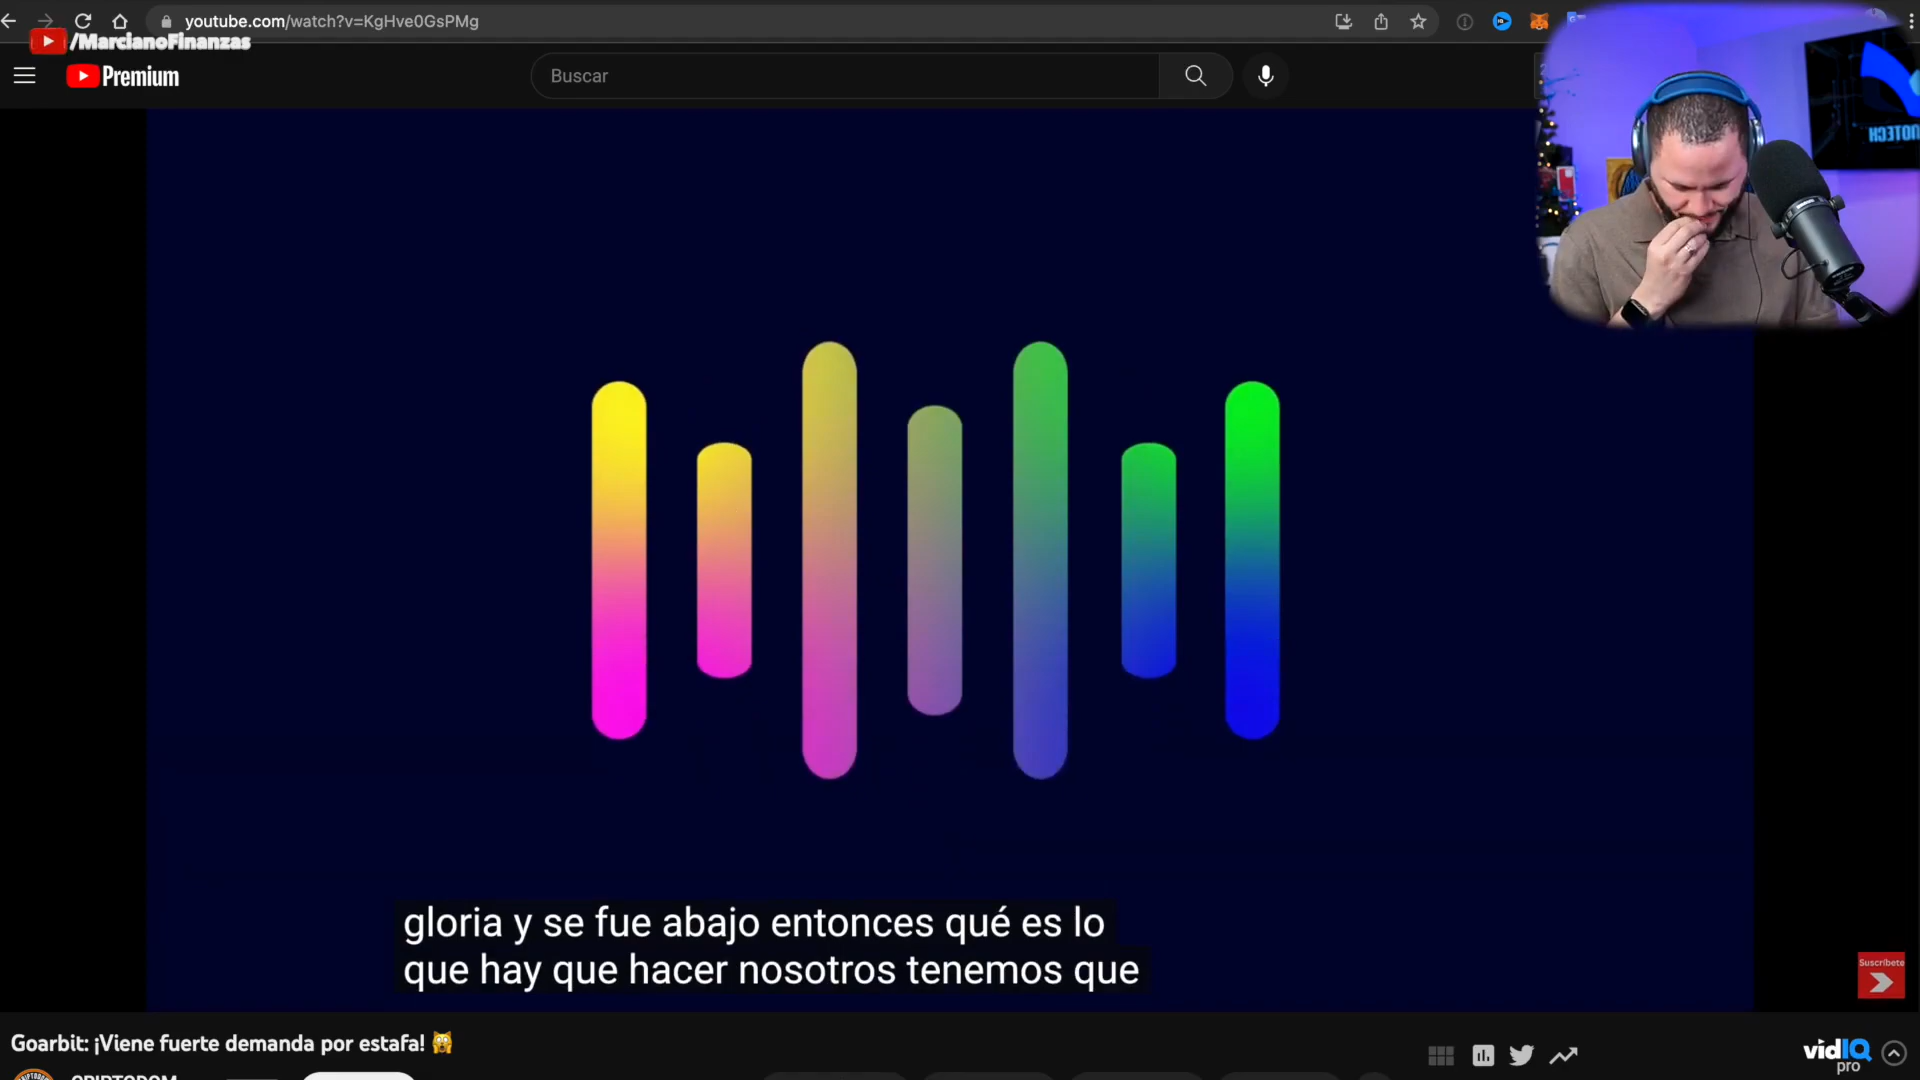 youtube.com/watch?v=KgHve0GsPMg
/MarcianoFinanzas
Premium
Buscar
gloria y se fue abajo entonces qué es lo
que hay que hacer nosotros tenemos que
Suscríbete
Goarbit: ¡Viene fuerte demanda por estafa! 🙀
vidIQ
pro